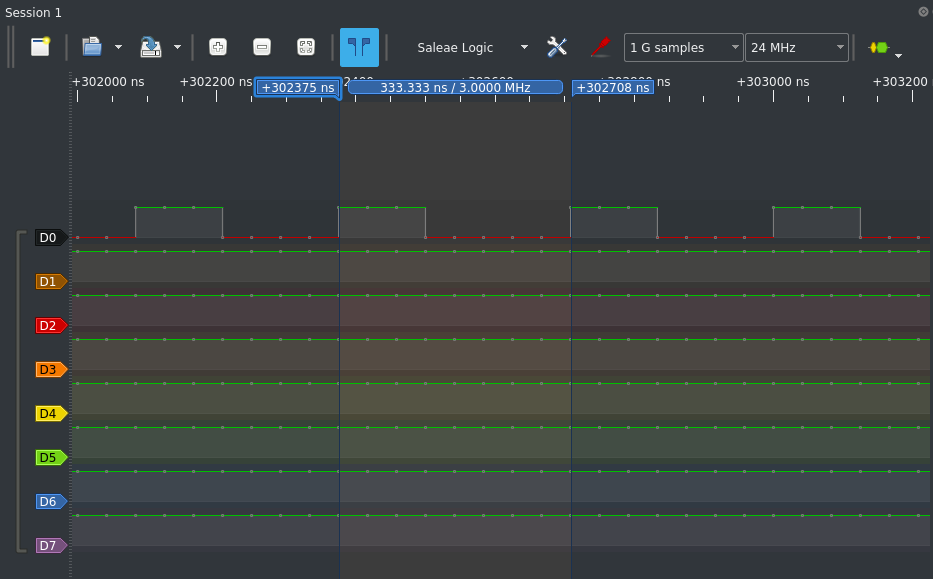 Session 1
Saleae Logic
1 G samples
24 MHz
+302000 ns
+302200 ns
+303000 ns
+303200
+302375 ns
333.333 ns / 3.0000 MHz
+302708 ns
D0
D1
D2
D3
D4
D5
D6
D7